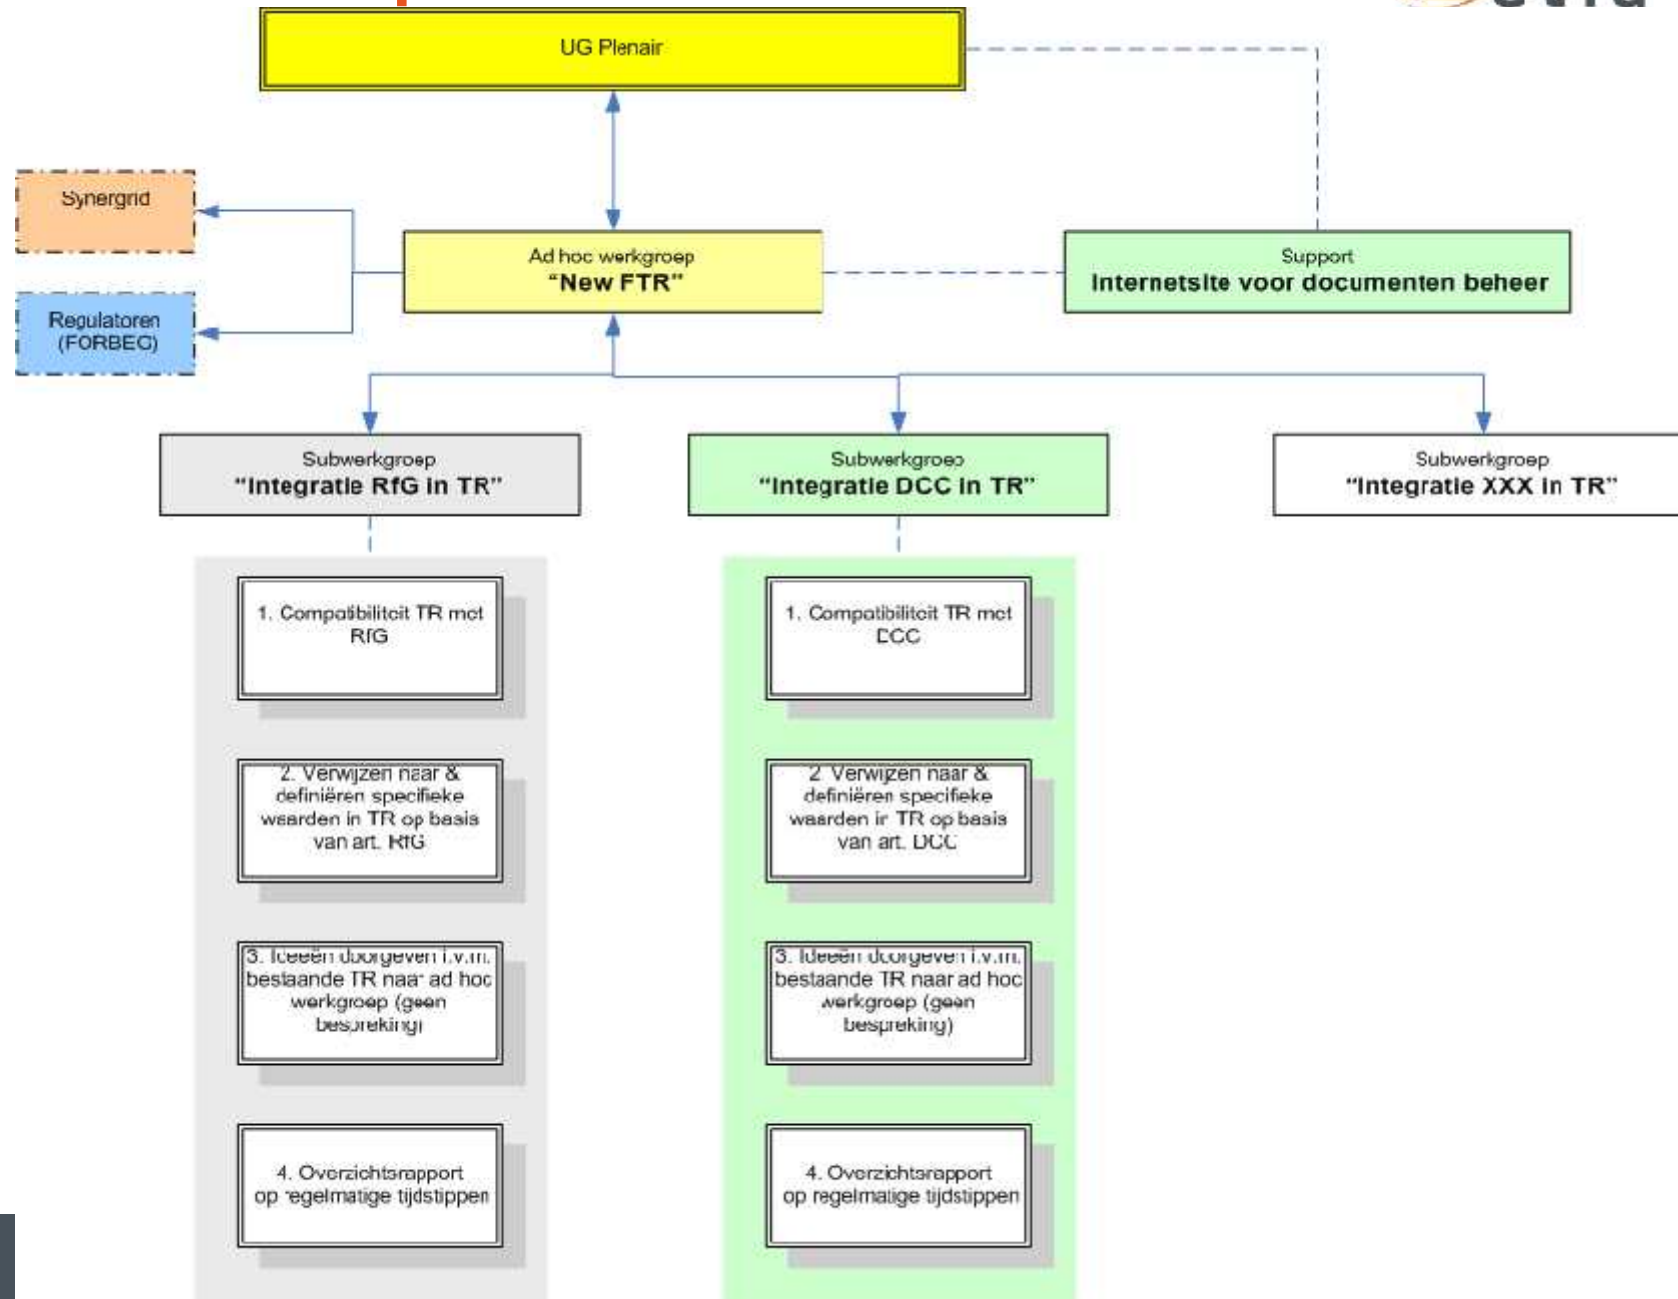 UG Plenair
Synergrid
Ad hoc werkgroep
“New FTR”
Support
Internetsite voor documenten beheer
Regulatoren
(FORBEG)
Subwerkgroep
“Integratie RfG in TR”
Subwerkgroep
“Integratie DCC in TR”
Subwerkgroep
“Integratie XXX in TR”
1. Compatibiliteit TR met
RfG
2. Verwijzen naar &
definiëren specifieke
waarden in TR op basis
van art. RfG
3. Ideeën doorgeven i.v.m.
bestaande TR naar ad hoc
werkgroep (geen
bespreking)
4. Overzichtsrapport
op regelmatige tijdstippen
1. Compatibiliteit TR met
DCC
2. Verwijzen naar &
definiëren specifieke
waarden in TR op basis
van art. DCC
3. Ideeën doorgeven i.v.m.
bestaande TR naar ad hoc
werkgroep (geen
bespreking)
4. Overzichtsrapport
op regelmatige tijdstippen